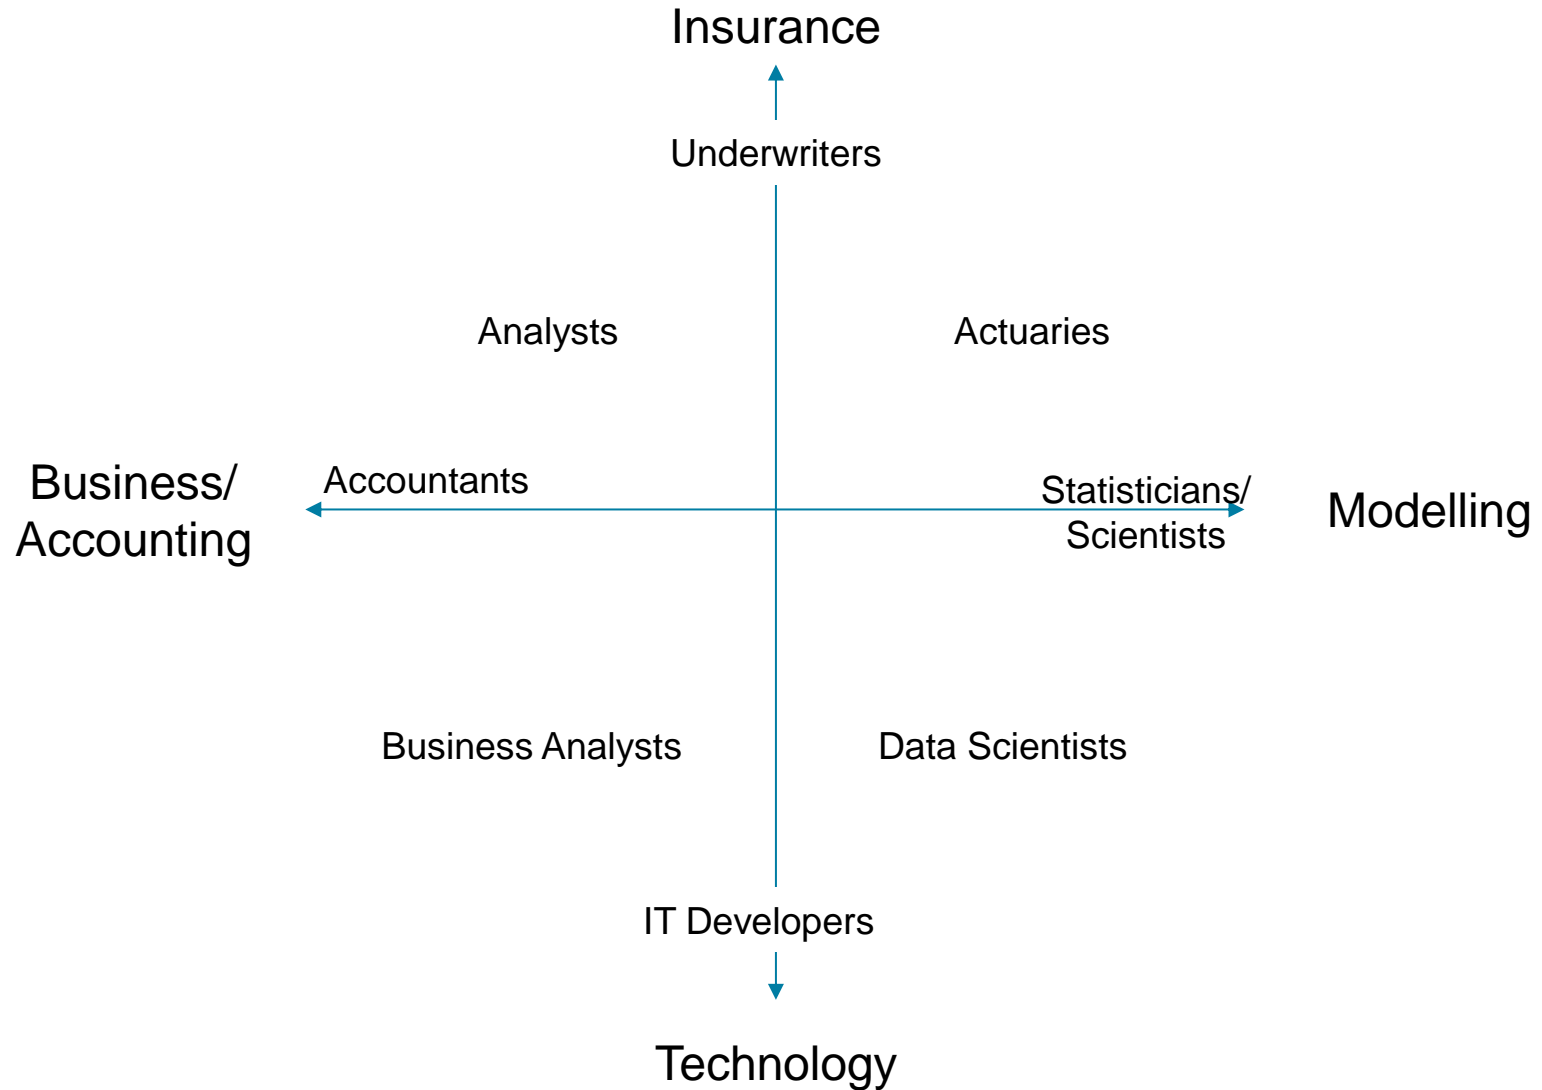 Insurance
Underwriters
Analysts
Actuaries
Business/
Accounting
Accountants
Statisticians/
Scientists
Modelling
Business Analysts
Data Scientists
IT Developers
Technology